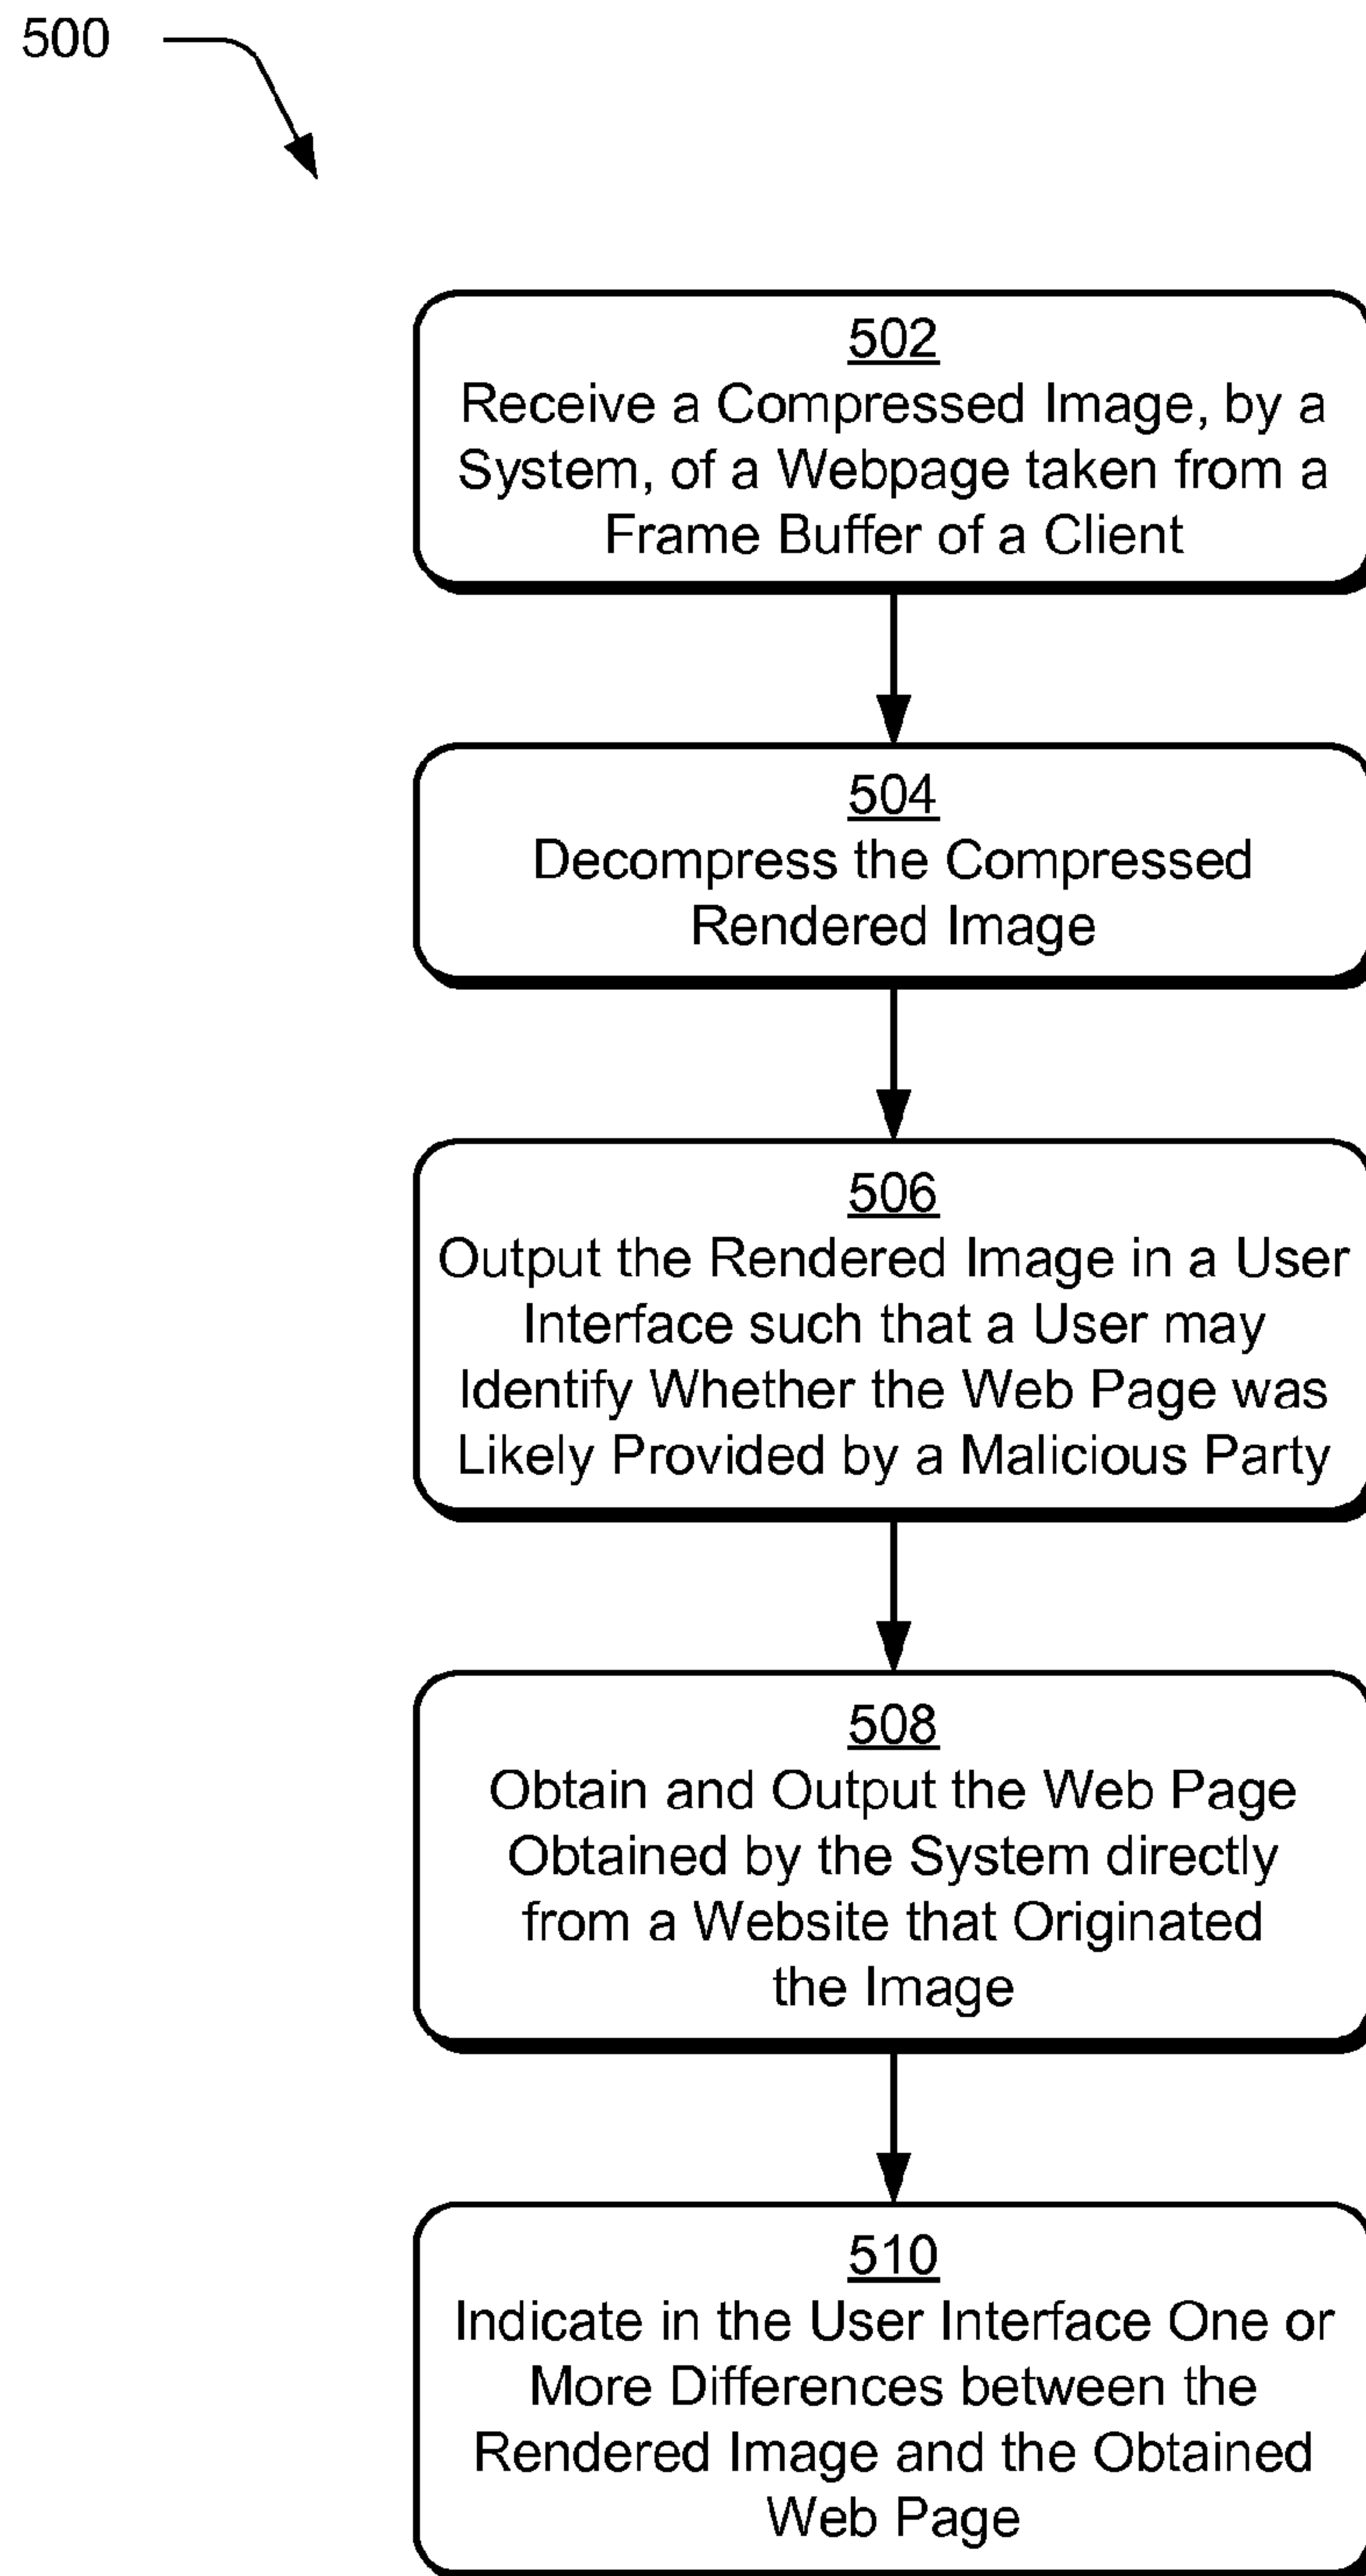 500
502
Receive a Compressed Image, by a
System, of a Webpage taken from a
Frame Buffer of a Client
504
Decompress the Compressed
Rendered Image
506
Output the Rendered Image in a User
Interface such that a User may
Identify Whether the Web Page was
Likely Provided by a Malicious Party
508
Obtain and Output the Web Page
Obtained by the System directly
from a Website that Originated
the Image
510
Indicate in the User Interface One or
More Differences between the
Rendered Image and the Obtained
Web Page